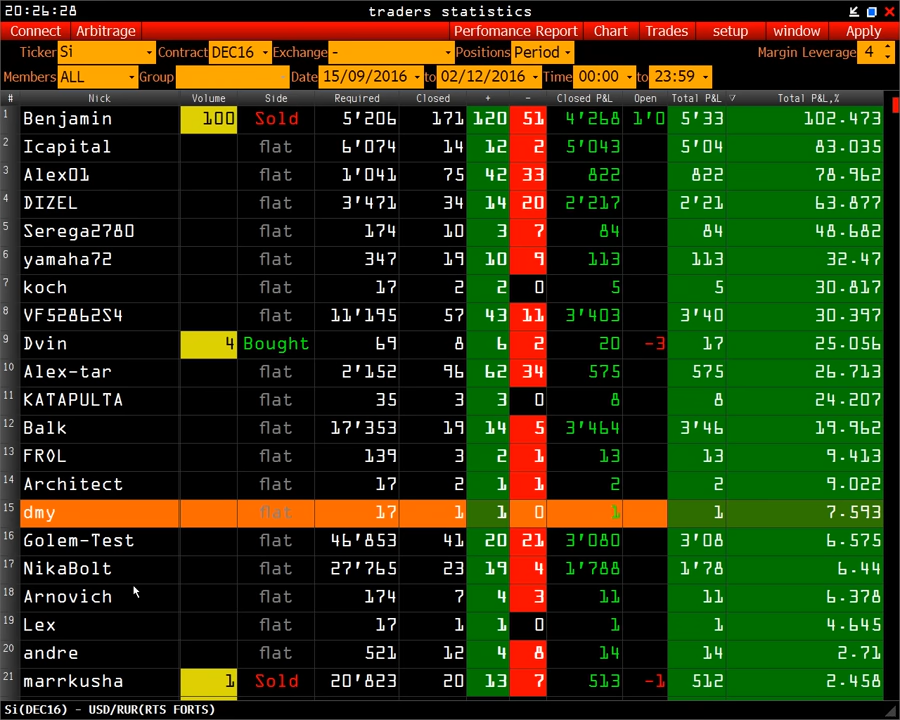 20:26:28 traders statistics
Connect Arbitrage Perfomance Report Chart Trades setup window Apply
Ticker Si Contract DEC16 Exchange - Positions Period Margin Leverage 4
Members ALL Group Date 15/09/2016 to 02/12/2016 Time 00:00 to 23:59
# Nick Volume Side Required Closed + - Closed P&L Open Total P&L Total P&L,%
1 Benjamin 100 Sold 5'206 171 120 51 4'268 1'0 5'33 102.473
2 Icapital flat 6'074 14 12 2 5'043 5'04 83.035
3 Alex01 flat 1'041 75 42 33 822 822 78.962
4 DIZEL flat 3'471 34 14 20 2'217 2'21 63.877
5 Serega2780 flat 174 10 3 7 84 84 48.682
6 yamaha72 flat 347 19 10 9 113 113 32.47
7 koch flat 17 2 2 0 5 5 30.817
8 VF52862S4 flat 11'195 57 43 11 3'403 3'40 30.397
9 Dvin 4 Bought 69 8 6 2 20 -3 17 25.056
10 Alex-tar flat 2'152 96 62 34 575 575 26.713
11 KATAPULTA flat 35 3 3 0 8 8 24.207
12 Balk flat 17'353 19 14 5 3'464 3'46 19.962
13 FROL flat 139 3 2 1 13 13 9.413
14 Architect flat 17 2 1 1 2 2 9.022
15 dmy flat 17 1 1 0 1 1 7.593
16 Golem-Test flat 46'853 41 20 21 3'080 3'08 6.575
17 NikaBolt flat 27'765 23 19 4 1'788 1'78 6.44
18 Arnovich flat 174 7 4 3 11 11 6.378
19 Lex flat 17 1 1 0 1 1 4.645
20 andre flat 521 12 4 8 14 14 2.71
21 marrkusha 1 Sold 20'823 20 13 7 513 -1 512 2.458
Si(DEC16) - USD/RUR(RTS FORTS)